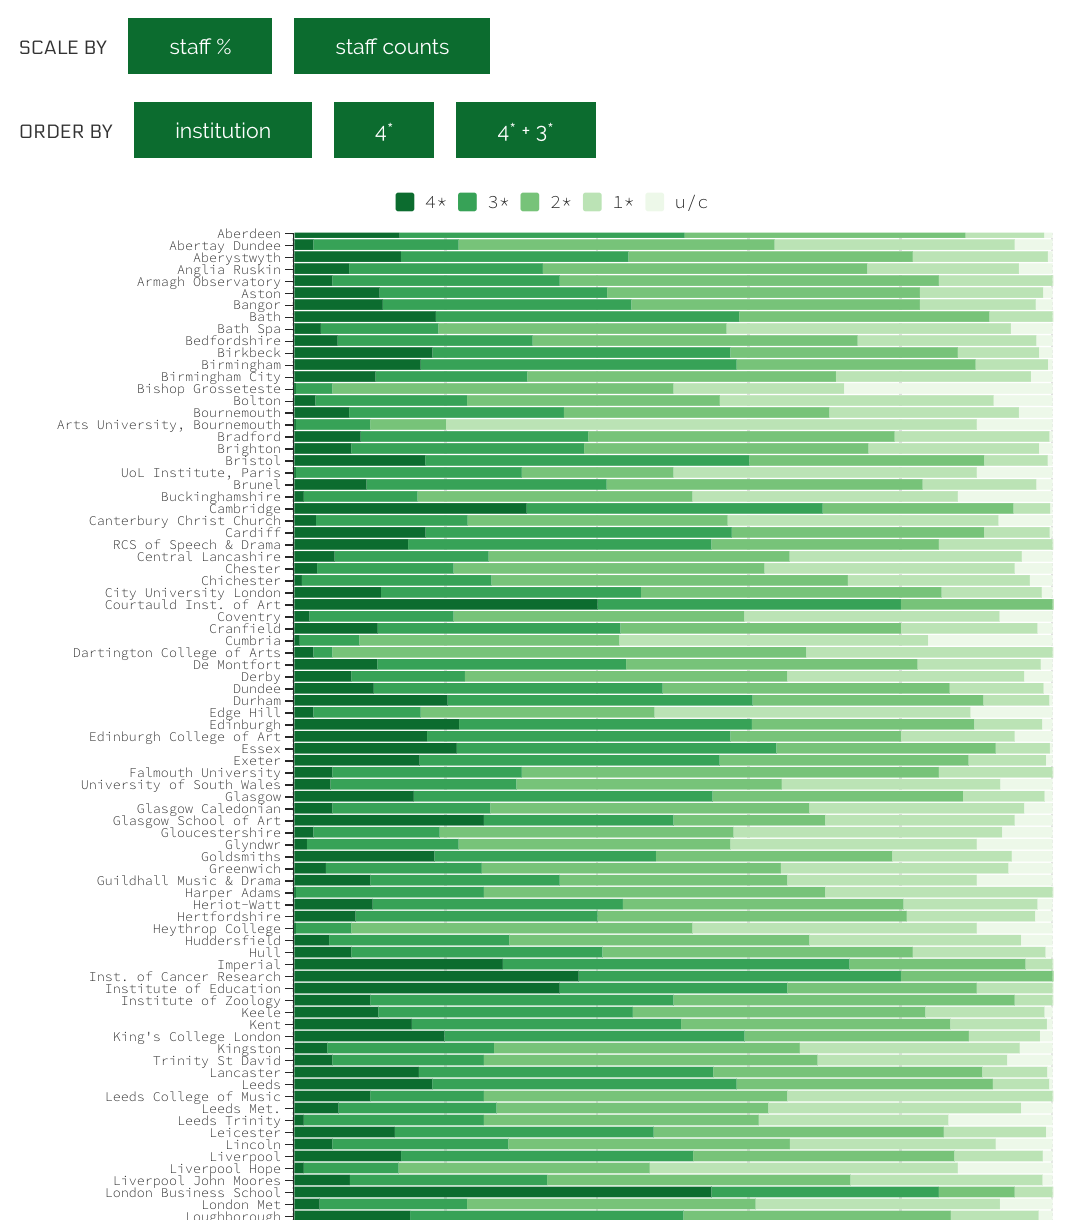 SCALE BY staff % staff counts
ORDER BY institution 4* 4* + 3*
4* 3* 2* 1* u/c
Aberdeen
Abertay Dundee
Aberystwyth
Anglia Ruskin
Armagh Observatory
Aston
Bangor
Bath
Bath Spa
Bedfordshire
Birkbeck
Birmingham
Birmingham City
Bishop Grosseteste
Bolton
Bournemouth
Arts University, Bournemouth
Bradford
Brighton
Bristol
UoL Institute, Paris
Brunel
Buckinghamshire
Cambridge
Canterbury Christ Church
Cardiff
RCS of Speech & Drama
Central Lancashire
Chester
Chichester
City University London
Courtauld Inst. of Art
Coventry
Cranfield
Cumbria
Dartington College of Arts
De Montfort
Derby
Dundee
Durham
Edge Hill
Edinburgh
Edinburgh College of Art
Essex
Exeter
Falmouth University
University of South Wales
Glasgow
Glasgow Caledonian
Glasgow School of Art
Gloucestershire
Glyndwr
Goldsmiths
Greenwich
Guildhall Music & Drama
Harper Adams
Heriot-Watt
Hertfordshire
Heythrop College
Huddersfield
Hull
Imperial
Inst. of Cancer Research
Institute of Education
Institute of Zoology
Keele
Kent
King's College London
Kingston
Trinity St David
Lancaster
Leeds
Leeds College of Music
Leeds Met.
Leeds Trinity
Leicester
Lincoln
Liverpool
Liverpool Hope
Liverpool John Moores
London Business School
London Met
Loughborough